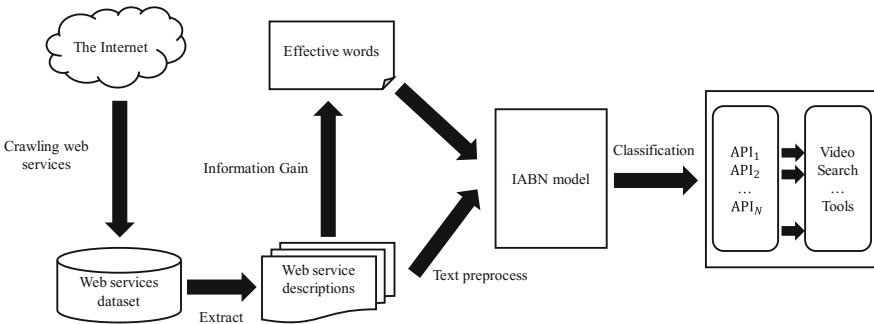 The Internet
Crawling web
services
Web services
dataset
Extract
Web service
descriptions
Information Gain
Effective words
Text preprocess
IABN model
Classification
API₁
API₂
...
API_N
Video
Search
...
Tools